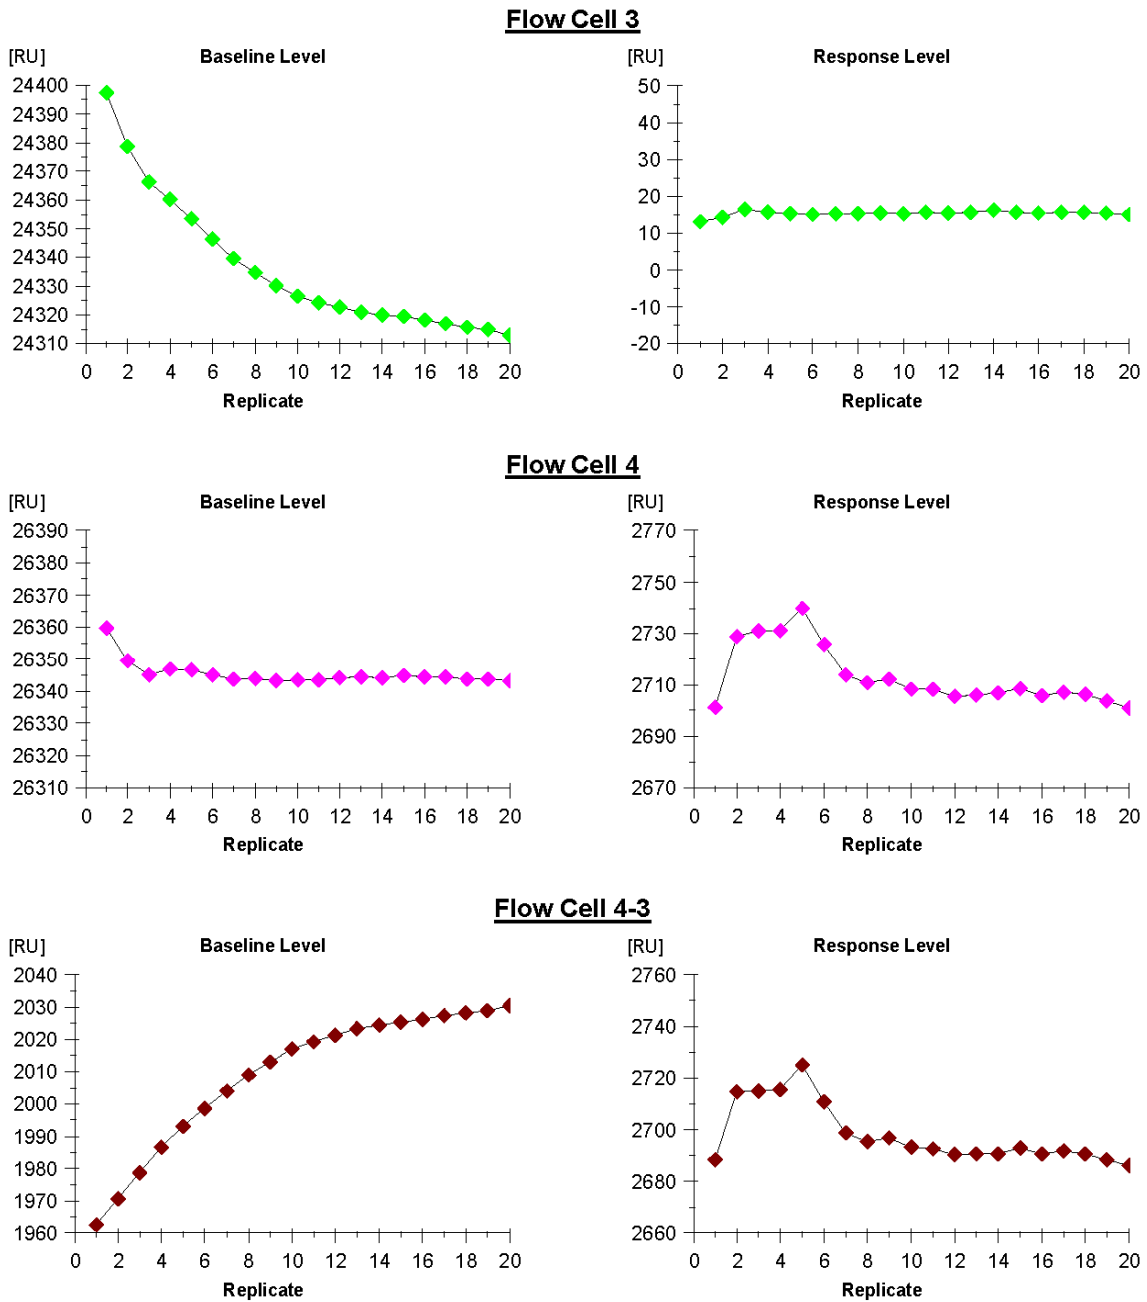 Flow Cell 3
[RU] Baseline Level [RU] Response Level
24400 50
24390 40
24380 30
24370 20
24360 10
24350 0
24340 -10
24330 -20
24320
24310
0 2 4 6 8 10 12 14 16 18 20 0 2 4 6 8 10 12 14 16 18 20
Replicate Replicate
Flow Cell 4
[RU] Baseline Level [RU] Response Level
26390 2770
26380 2750
26370 2730
26360 2710
26350 2690
26340 2670
26330
26320
26310
0 2 4 6 8 10 12 14 16 18 20 0 2 4 6 8 10 12 14 16 18 20
Replicate Replicate
Flow Cell 4-3
[RU] Baseline Level [RU] Response Level
2040 2760
2030 2740
2020 2720
2010 2700
2000 2680
1990 2660
1980
1970
1960
0 2 4 6 8 10 12 14 16 18 20 0 2 4 6 8 10 12 14 16 18 20
Replicate Replicate